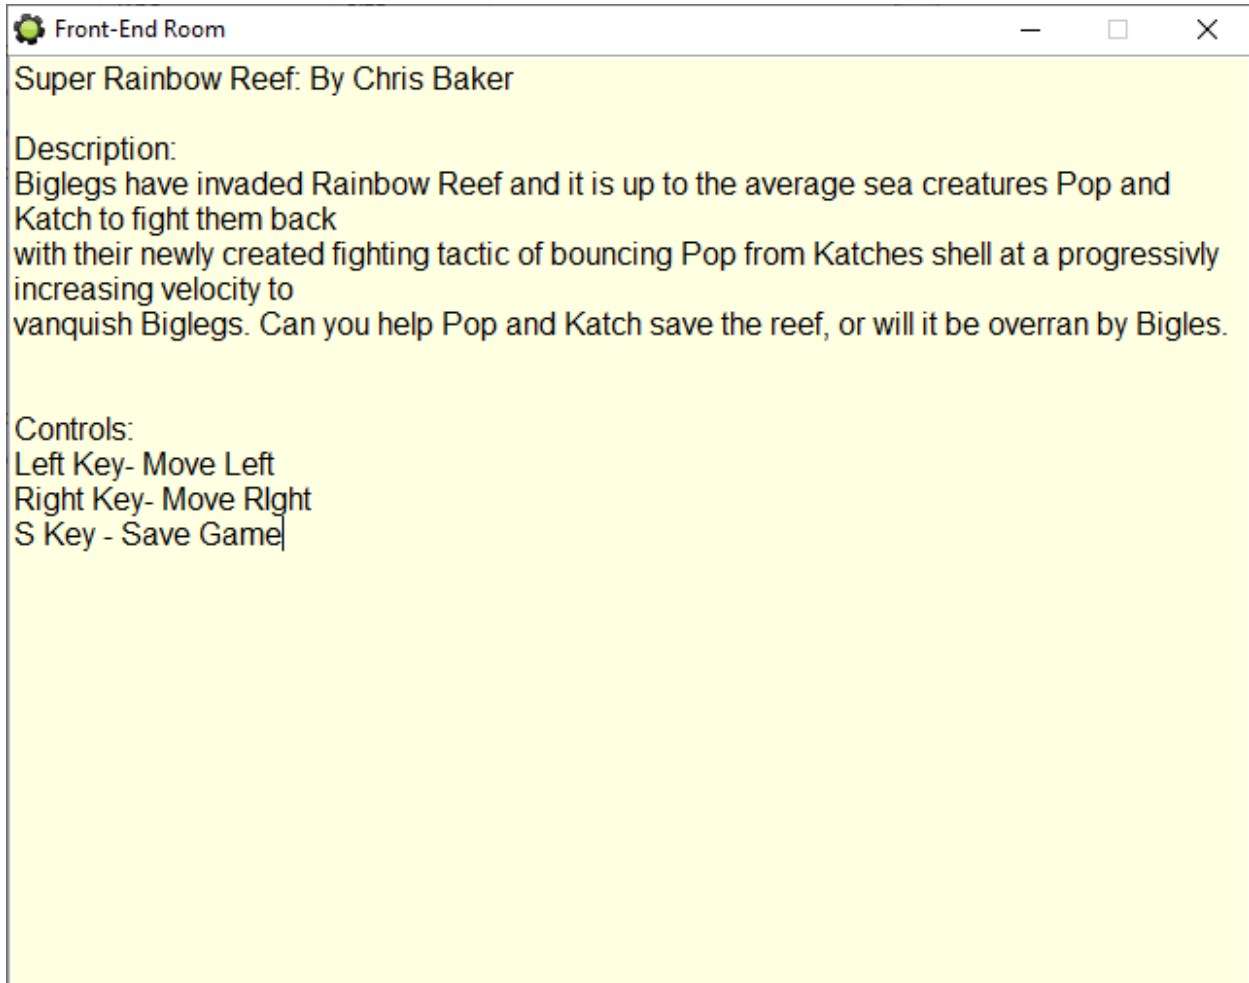 Front-End Room
Super Rainbow Reef: By Chris Baker
Description:
Biglegs have invaded Rainbow Reef and it is up to the average sea creatures Pop and
Katch to fight them back
with their newly created fighting tactic of bouncing Pop from Katches shell at a progressivly
increasing velocity to
vanquish Biglegs. Can you help Pop and Katch save the reef, or will it be overran by Bigles.
Controls:
Left Key- Move Left
Right Key- Move RIght
S Key - Save Game